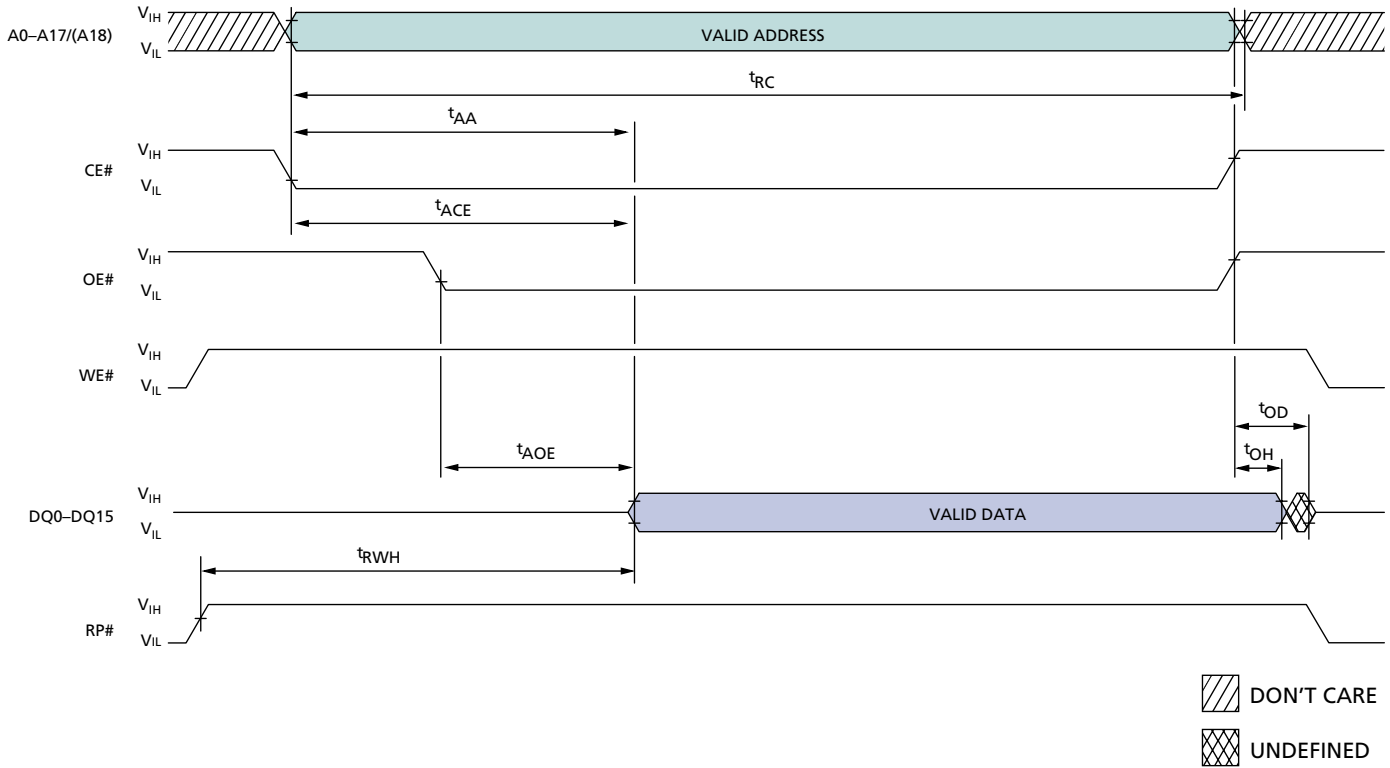 VIH
A0–A17/(A18)
VALID ADDRESS
VIL
tRC
tAA
VIH
CE#
VIL
tACE
VIH
OE#
VIL
VIH
WE#
VIL
tOD
tAOE
tOH
VIH
DQ0–DQ15
VALID DATA
VIL
tRWH
VIH
RP#
VIL
DON'T CARE
UNDEFINED